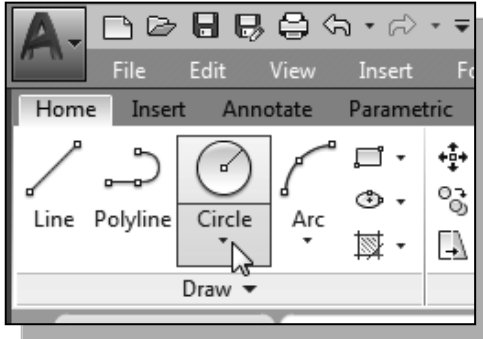 A
File Edit View Insert
Home Insert Annotate Parametric
Line Polyline Circle Arc
Draw